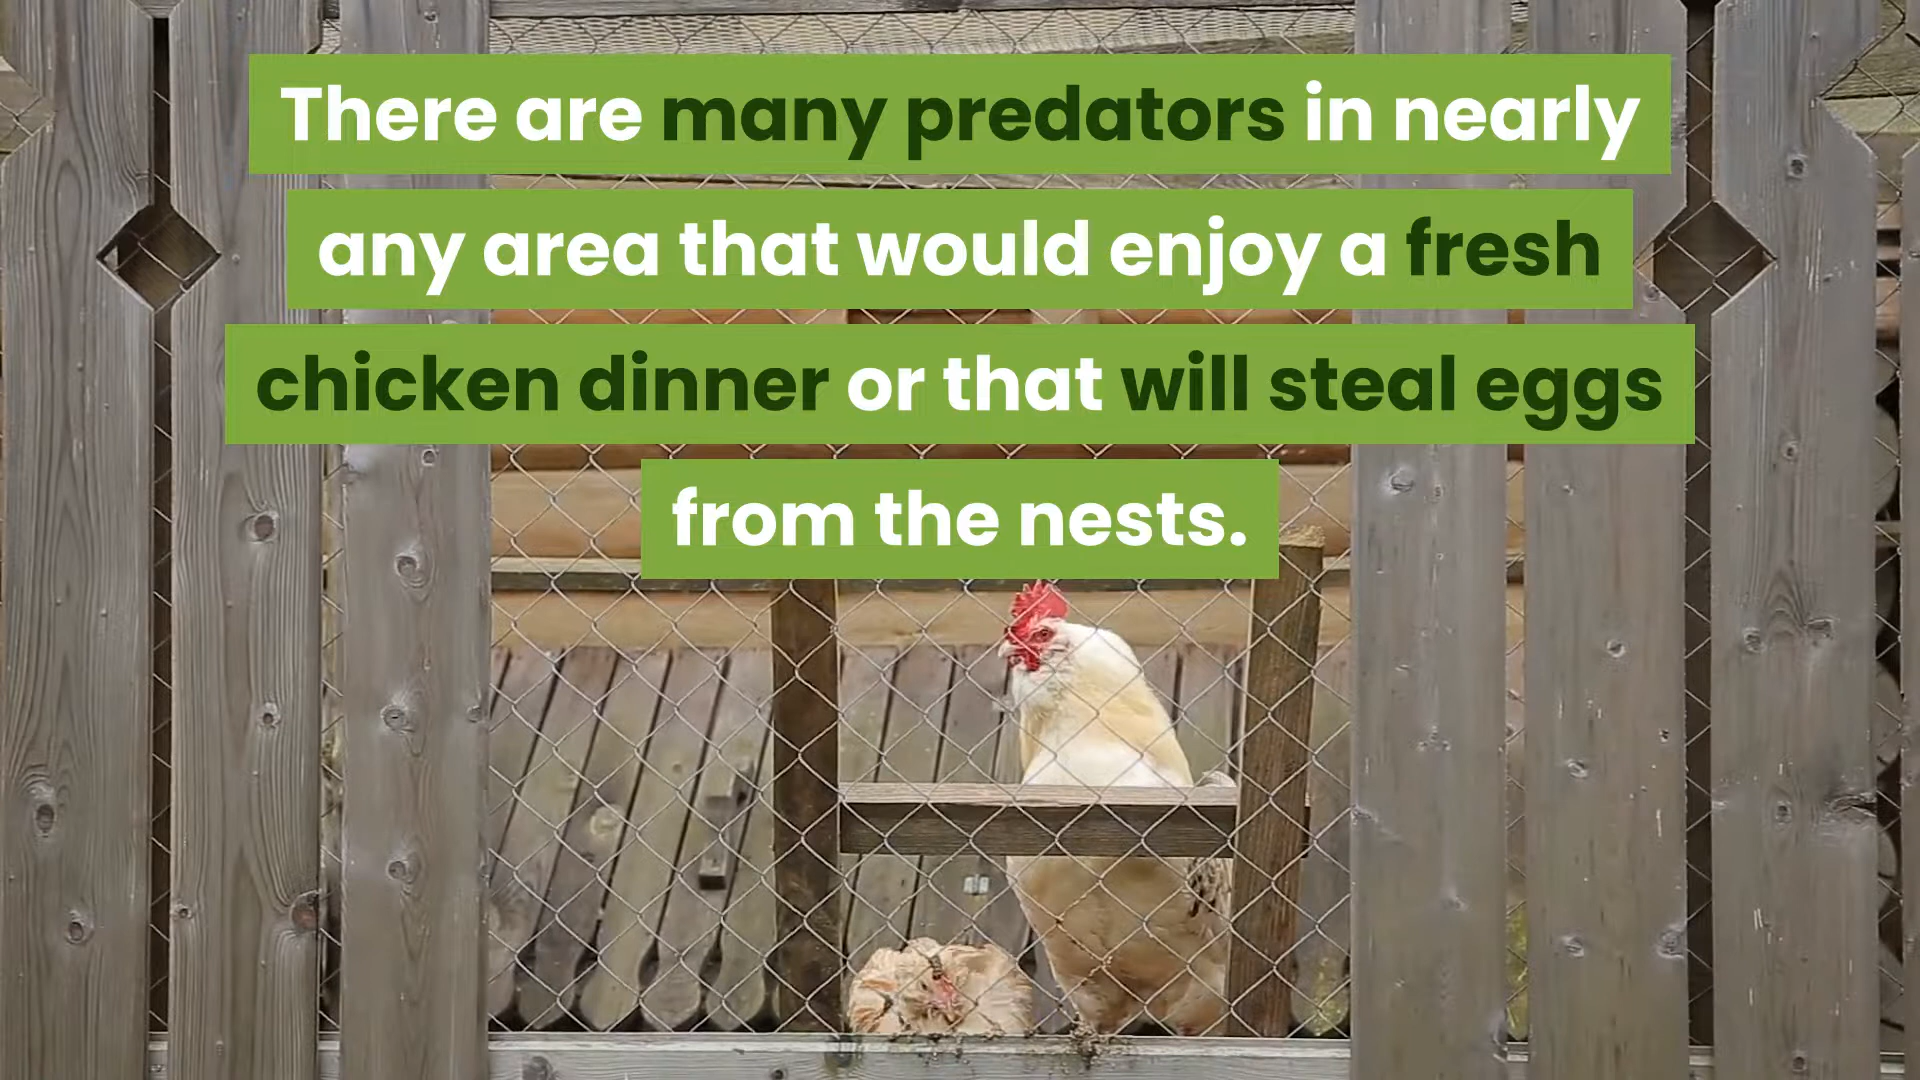 There are many predators in nearly
any area that would enjoy a fresh
chicken dinner or that will steal eggs
from the nests.